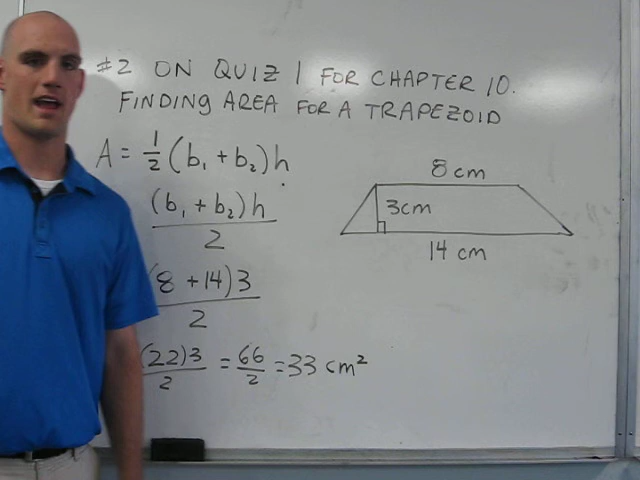 #2 ON QUIZ 1 FOR CHAPTER 10.
FINDING AREA FOR A TRAPEZOID
A = 1/2 (b₁ + b₂)h
(b₁ + b₂)h / 2
(8 + 14)3 / 2
(22)3 / 2 = 66 / 2 = 33 cm²
8 cm
3cm
14 cm